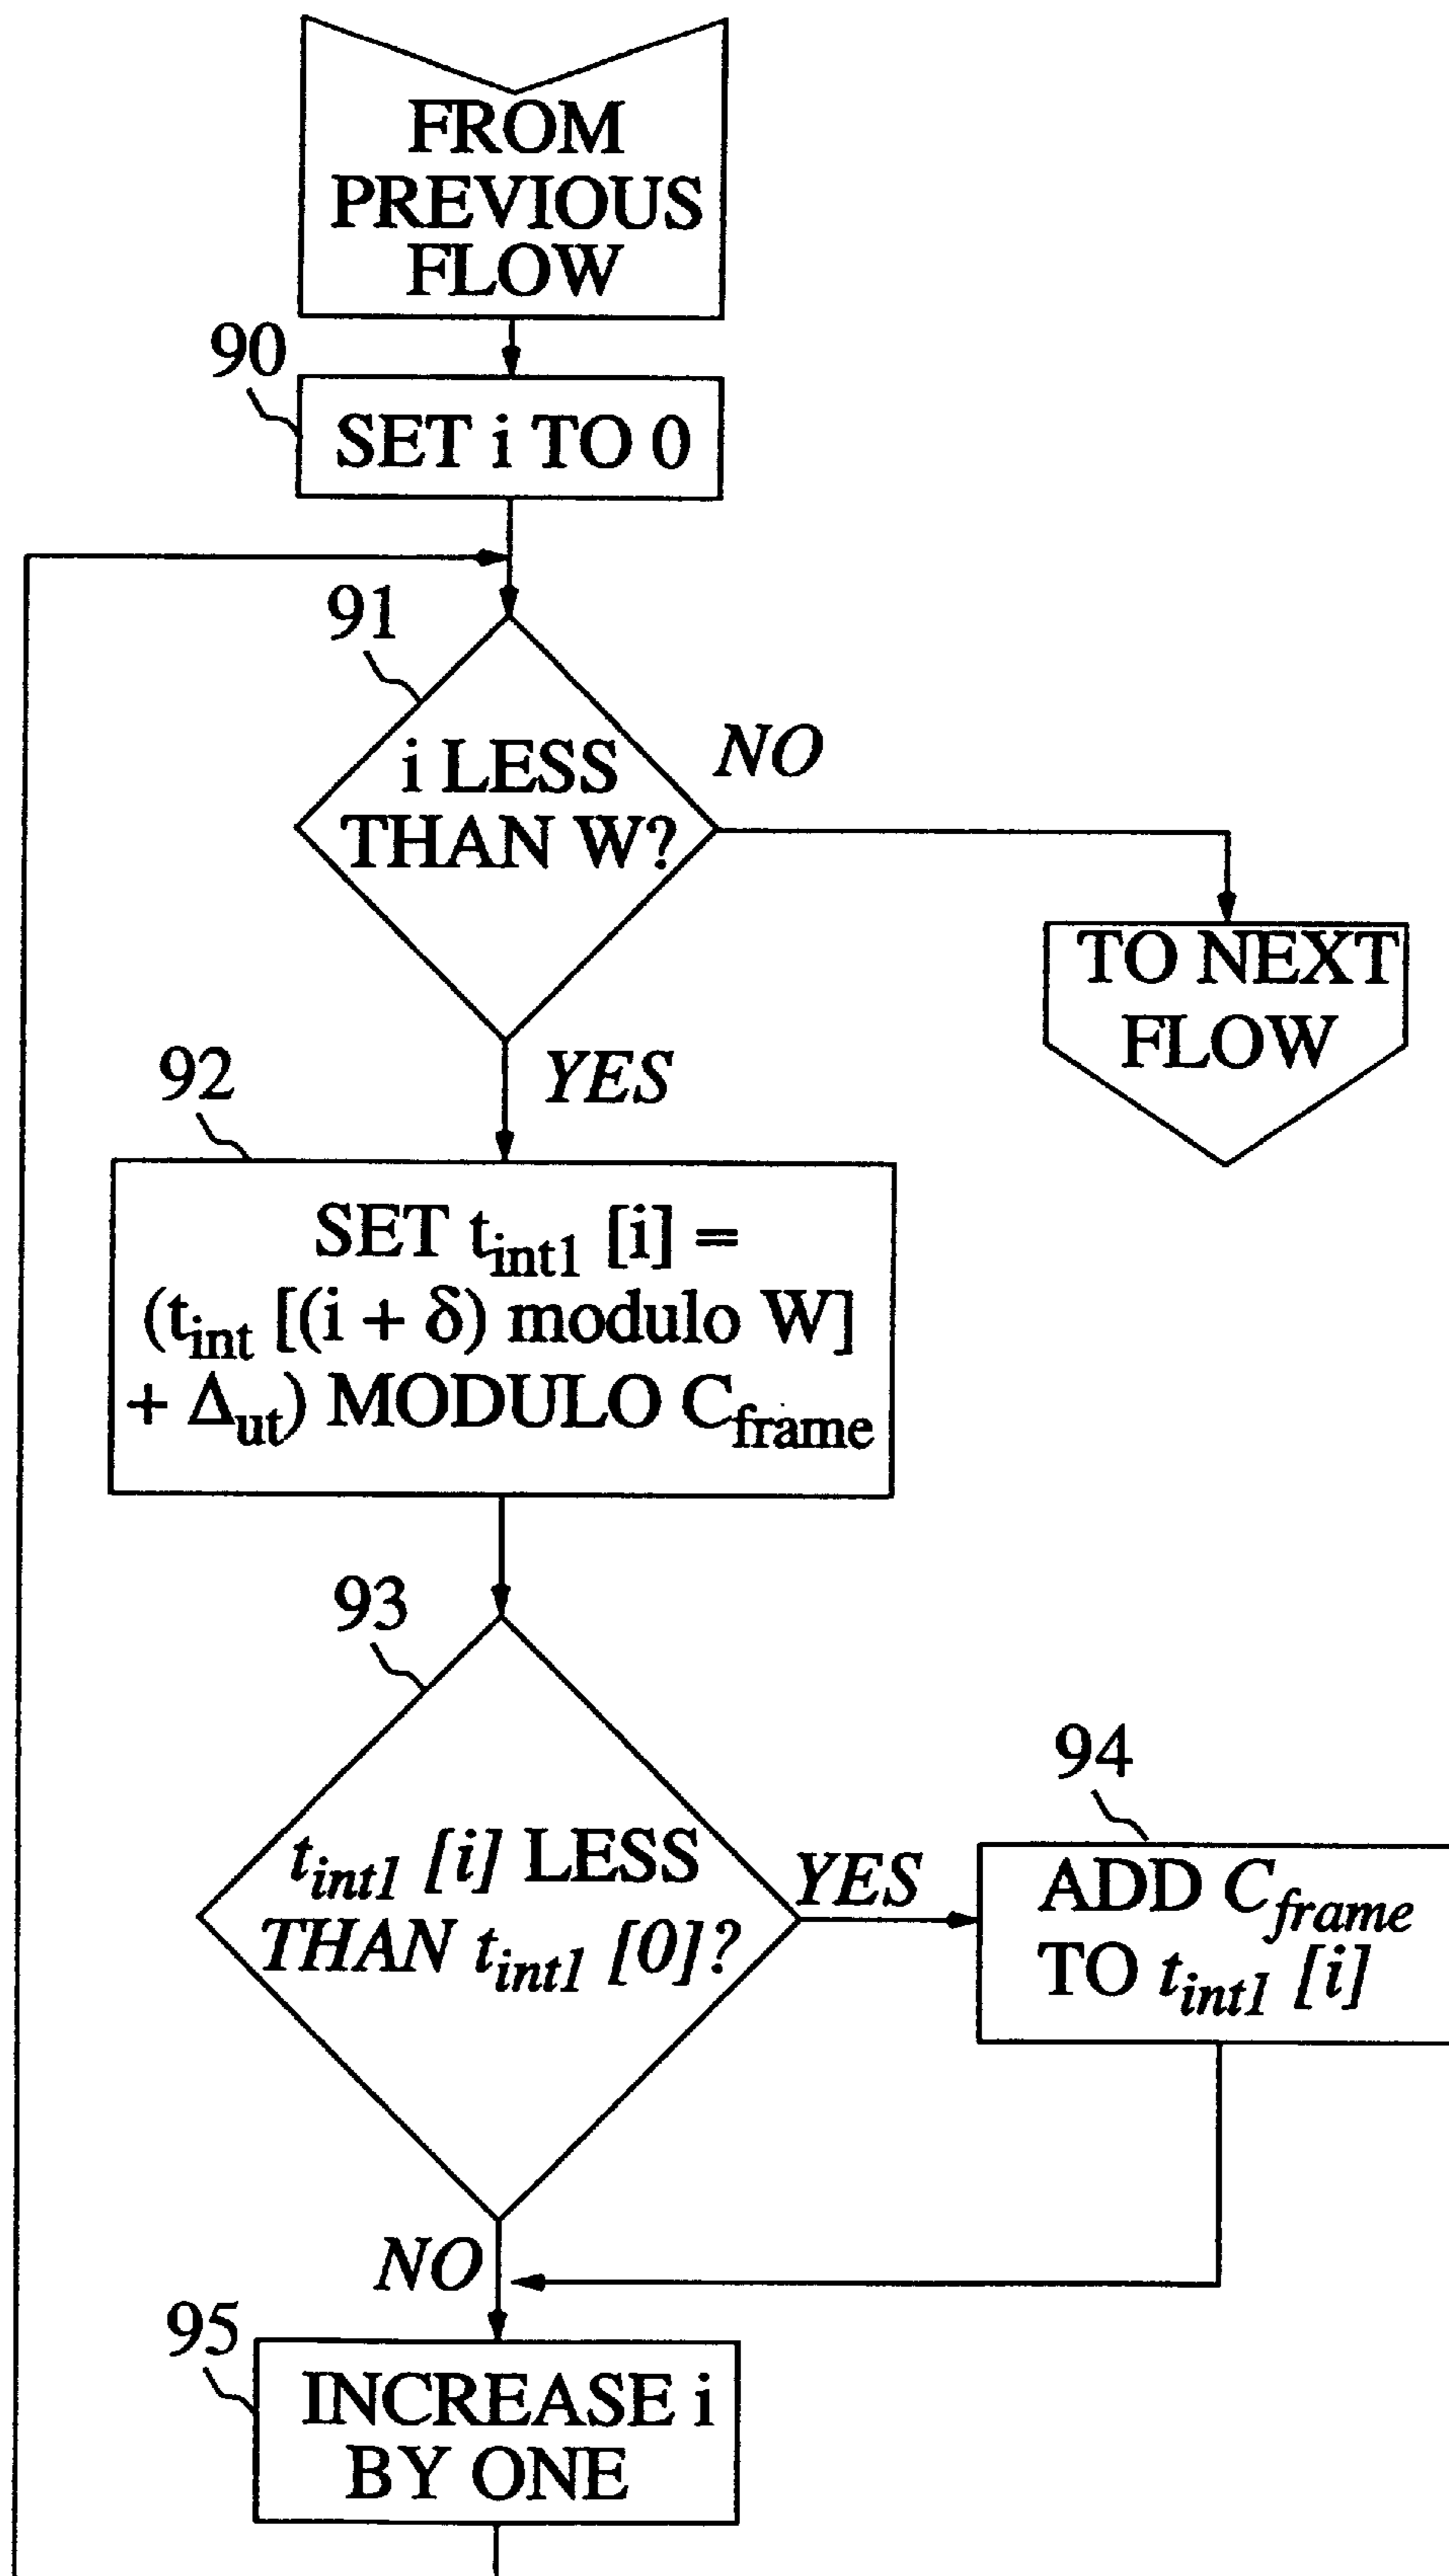 FROM
PREVIOUS
FLOW
90
SET i TO 0
91
i LESS
THAN W?
NO
TO NEXT
FLOW
YES
92
SET t_int1 [i] =
(t_int [(i + δ) modulo W]
+ Δ_ut) MODULO C_frame
93
t_int1 [i] LESS
THAN t_int1 [0]?
YES
94
ADD C_frame
TO t_int1 [i]
NO
95
INCREASE i
BY ONE